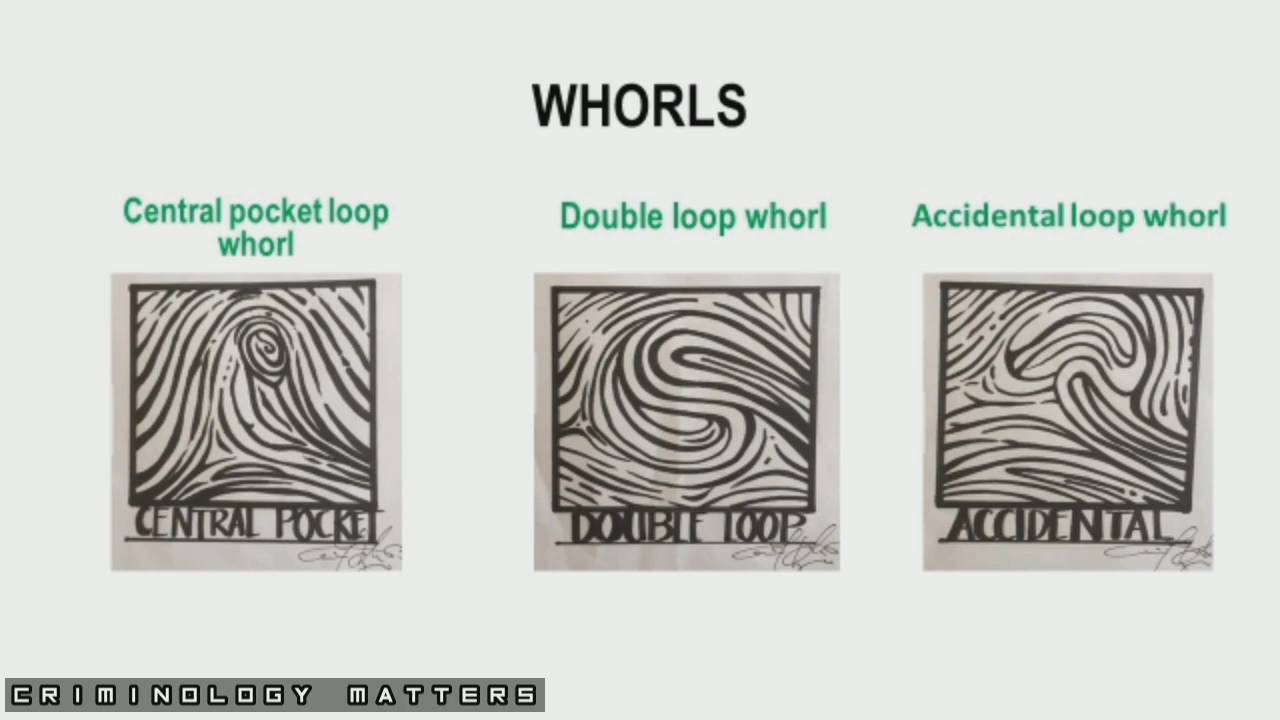 WHORLS
Central pocket loop
whorl
Double loop whorl
Accidental loop whorl
CENTRAL POCKET
DOUBLE LOOP
ACCIDENTAL
CRIMINOLOGY MATTERS